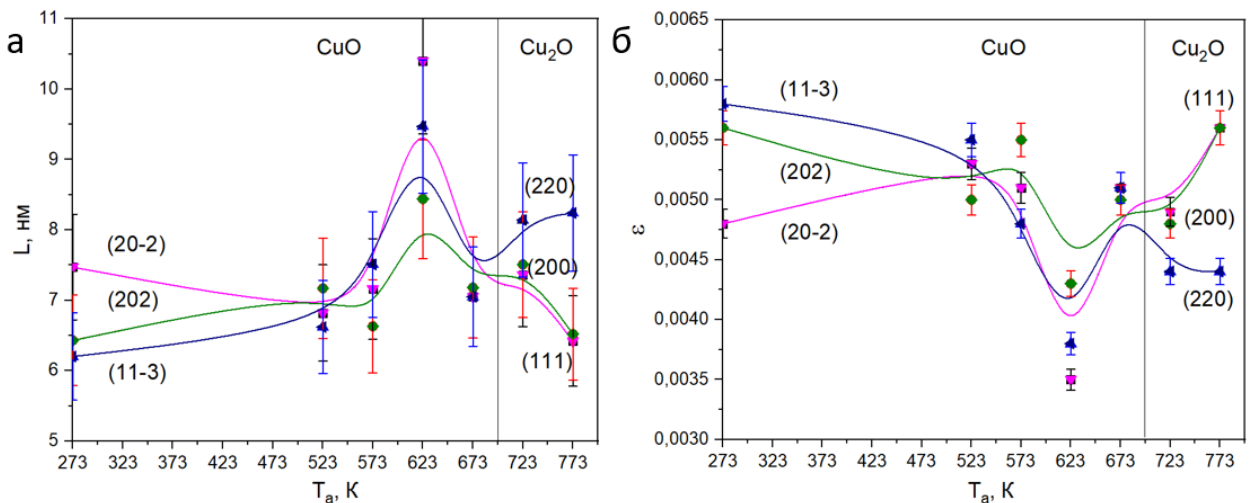 а
L, нм
11
10
9
8
7
6
5
CuO
Cu₂O
(20-2)
(202)
(11-3)
(220)
(200)
(111)
273 323 373 423 473 523 573 623 673 723 773
Tₐ, К
б
ε
0,0065
0,0060
0,0055
0,0050
0,0045
0,0040
0,0035
0,0030
CuO
Cu₂O
(11-3)
(202)
(20-2)
(111)
(200)
(220)
273 323 373 423 473 523 573 623 673 723 773
Tₐ, К